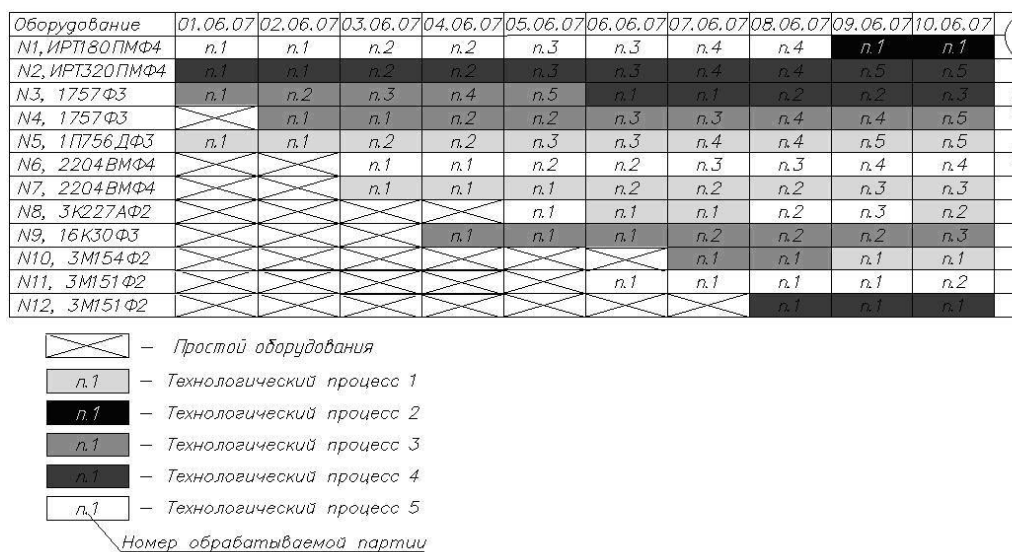 Оборудование 01.06.07 02.06.07 03.06.07 04.06.07 05.06.07 06.06.07 07.06.07 08.06.07 09.06.07 10.06.07
N1, ИРТ180ПМФ4 п.1 п.1 п.2 п.2 п.3 п.3 п.4 п.4 п.1 п.1
N2, ИРТ320ПМФ4 п.1 п.1 п.2 п.2 п.3 п.3 п.4 п.4 п.5 п.5
N3, 1757Ф3 п.1 п.2 п.3 п.4 п.5 п.1 п.1 п.2 п.2 п.3
N4, 1757Ф3 п.1 п.1 п.2 п.2 п.3 п.3 п.4 п.4 п.5
N5, 1П756ДФ3 п.1 п.1 п.2 п.2 п.3 п.3 п.4 п.4 п.5 п.5
N6, 2204ВМФ4 п.1 п.1 п.2 п.2 п.3 п.3 п.4 п.4
N7, 2204ВМФ4 п.1 п.1 п.1 п.2 п.2 п.2 п.3 п.3
N8, 3К227АФ2 п.1 п.1 п.1 п.2 п.3 п.2
N9, 16К30Ф3 п.1 п.1 п.1 п.2 п.2 п.2 п.3
N10, 3М154Ф2 п.1 п.1 п.1 п.1
N11, 3М151Ф2 п.1 п.1 п.1 п.1 п.2
N12, 3М151Ф2 п.1 п.1 п.1
— Простой оборудования
п.1 — Технологический процесс 1
п.1 — Технологический процесс 2
п.1 — Технологический процесс 3
п.1 — Технологический процесс 4
п.1 — Технологический процесс 5
Номер обрабатываемой партии